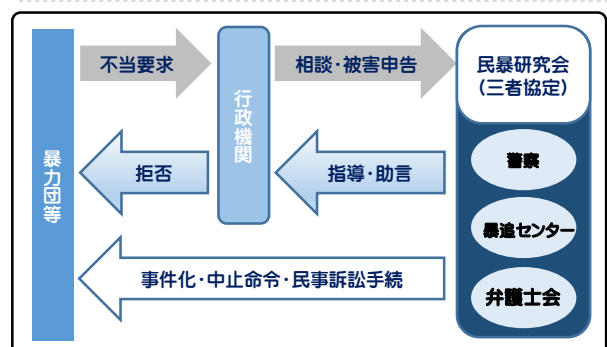 不当要求
相談・被害申告
民暴研究会
(三者協定)
行政機関
暴力団等
拒否
指導・助言
警察
暴追センター
事件化・中止命令・民事訴訟手続
弁護士会